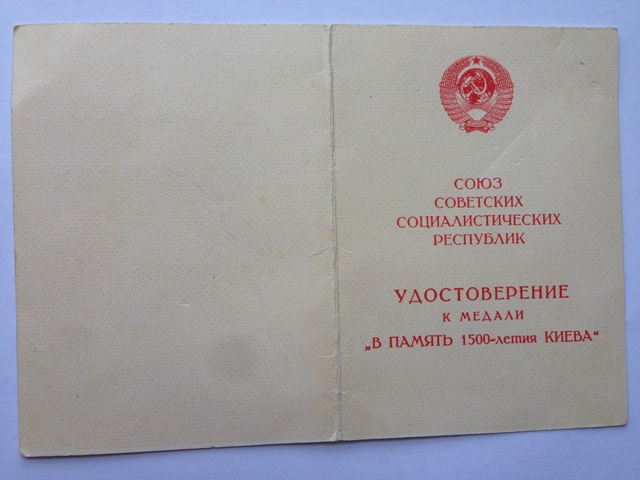 СОЮЗ
СОВЕТСКИХ
СОЦИАЛИСТИЧЕСКИХ
РЕСПУБЛИК
УДОСТОВЕРЕНИЕ
К МЕДАЛИ
„В ПАМЯТЬ 1500-летия КИЕВА“